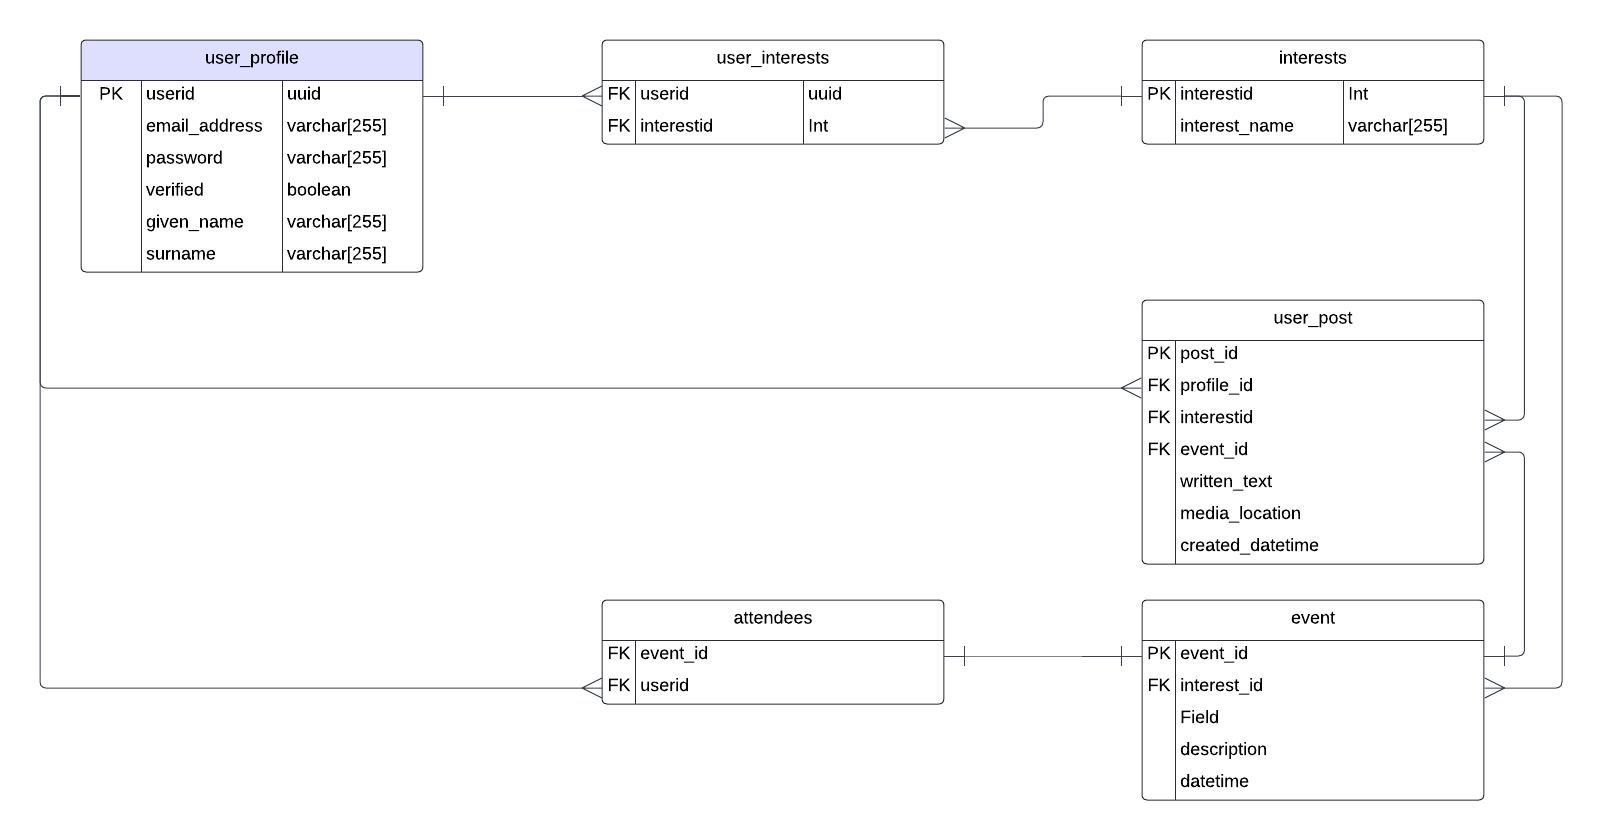 user_profile
PK userid uuid
email_address varchar[255]
password varchar[255]
verified boolean
given_name varchar[255]
surname varchar[255]
user_interests
FK userid uuid
FK interestid Int
interests
PK interestid Int
interest_name varchar[255]
user_post
PK post_id
FK profile_id
FK interestid
FK event_id
written_text
media_location
created_datetime
attendees
FK event_id
FK userid
event
PK event_id
FK interest_id
Field
description
datetime